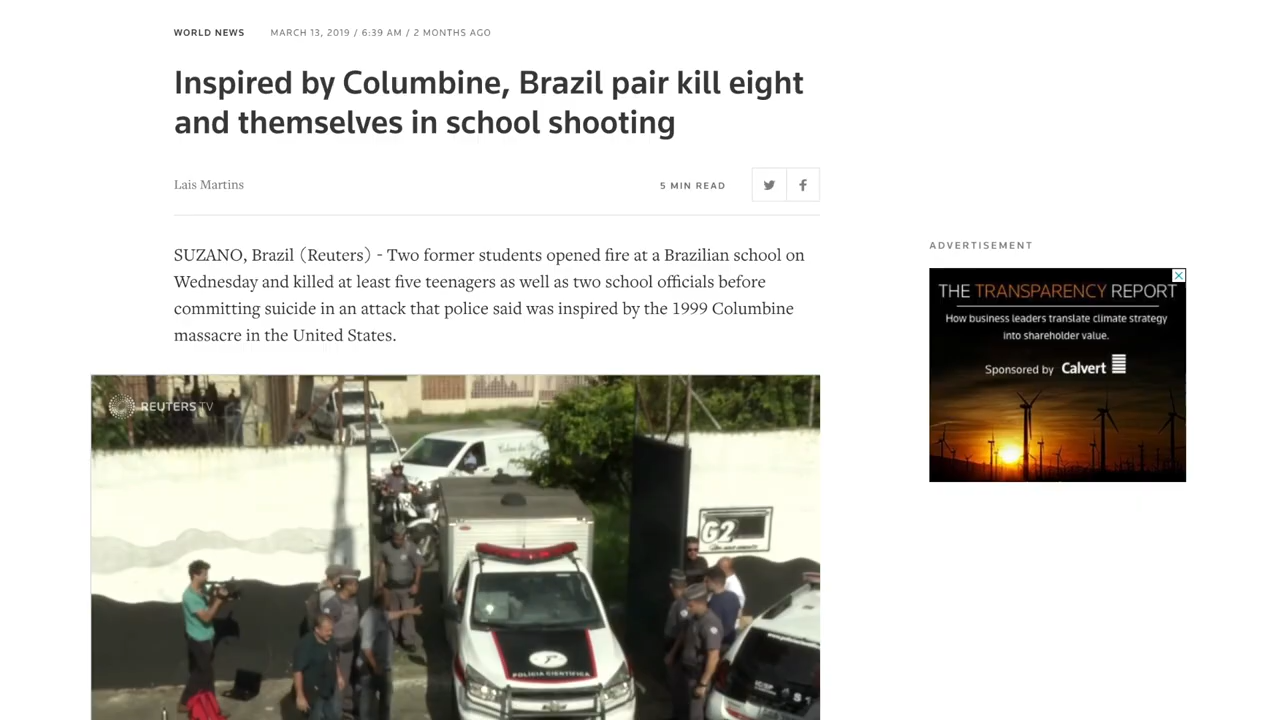 WORLD NEWS
MARCH 13, 2019 / 6:39 AM / 2 MONTHS AGO
Inspired by Columbine, Brazil pair kill eight
and themselves in school shooting
Lais Martins
5 MIN READ
SUZANO, Brazil (Reuters) - Two former students opened fire at a Brazilian school on
Wednesday and killed at least five teenagers as well as two school officials before
committing suicide in an attack that police said was inspired by the 1999 Columbine
massacre in the United States.
ADVERTISEMENT
THE TRANSPARENCY REPORT
How business leaders translate climate strategy
into shareholder value.
Sponsored by Calvert
REUTERS TV
G2
POLÍCIA CIENTÍFICA